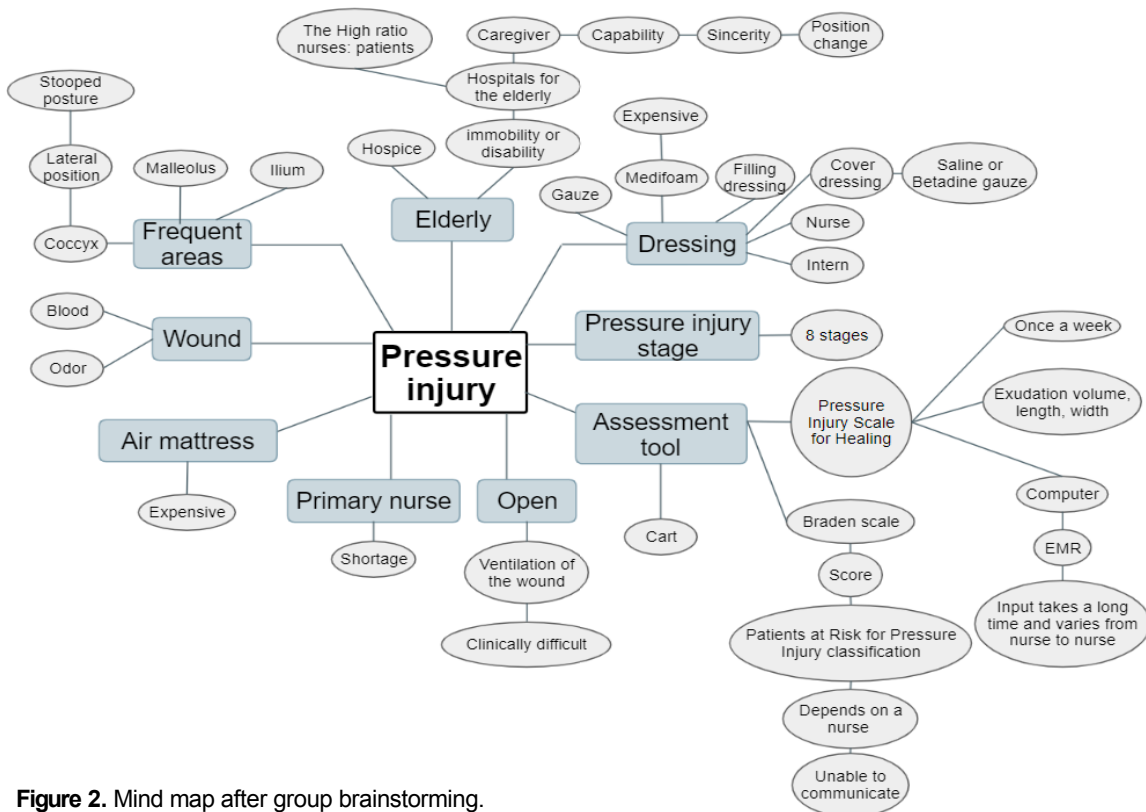 The High ratio
nurses: patients
Caregiver
Capability
Sincerity
Position
change
Hospitals for
the elderly
immobility or
disability
Hospice
Elderly
Stooped
posture
Lateral
position
Coccyx
Malleolus
Ilium
Frequent
areas
Expensive
Medifoam
Gauze
Filling
dressing
Cover
dressing
Saline or
Betadine gauze
Nurse
Intern
Dressing
Blood
Odor
Wound
Pressure
injury
Pressure injury
stage
8 stages
Air mattress
Expensive
Primary nurse
Shortage
Open
Ventilation of
the wound
Clinically difficult
Assessment
tool
Cart
Pressure
Injury Scale
for Healing
Once a week
Exudation volume,
length, width
Computer
EMR
Input takes a long
time and varies from
nurse to nurse
Braden scale
Score
Patients at Risk for Pressure
Injury classification
Depends on a
nurse
Unable to
communicate
Figure 2. Mind map after group brainstorming.